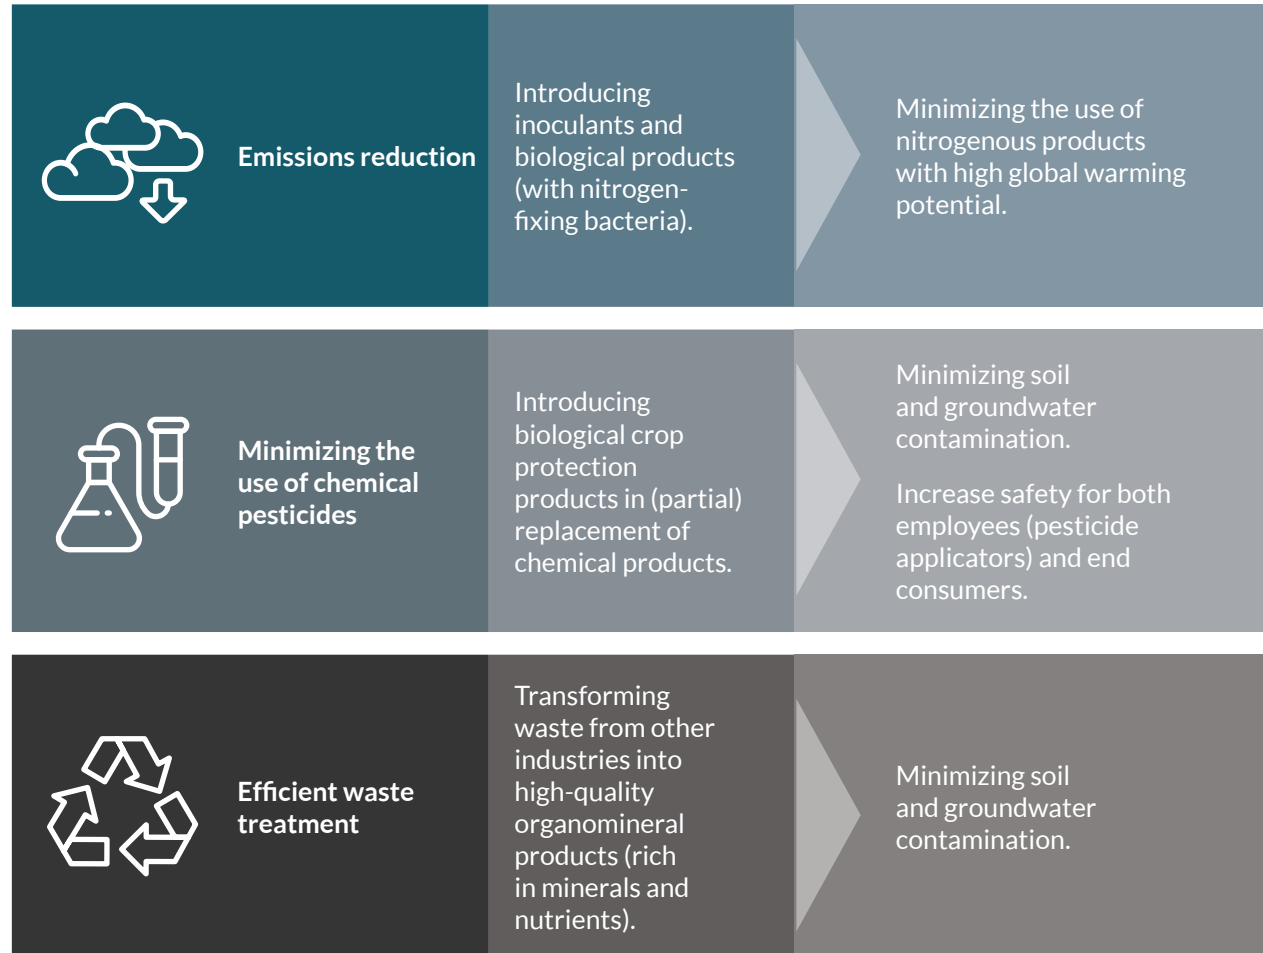 Emissions reduction
Introducing
inoculants and
biological products
(with nitrogen-
fixing bacteria).
Minimizing the use of
nitrogenous products
with high global warming
potential.
Minimizing the
use of chemical
pesticides
Introducing
biological crop
protection
products in (partial)
replacement of
chemical products.
Minimizing soil
and groundwater
contamination.
Increase safety for both
employees (pesticide
applicators) and end
consumers.
Efficient waste
treatment
Transforming
waste from other
industries into
high-quality
organomineral
products (rich
in minerals and
nutrients).
Minimizing soil
and groundwater
contamination.